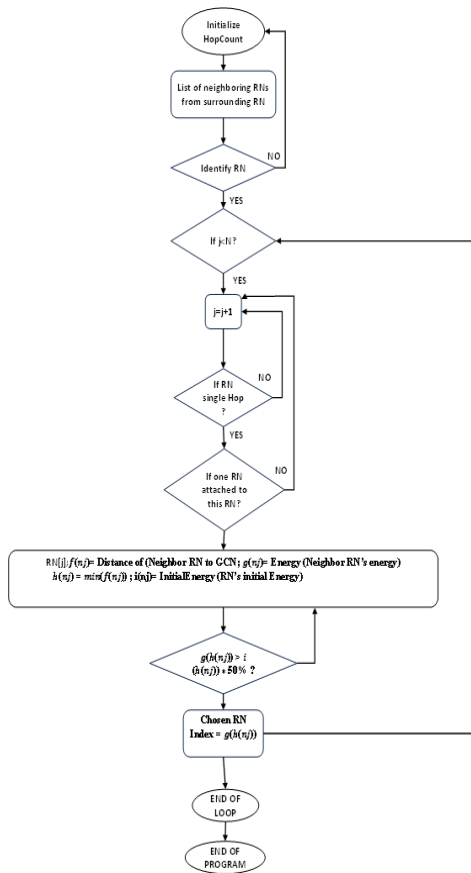 Initialize
HopCount
List of neighboring RNs
from surrounding RN
Identify RN
NO
YES
If j<N?
YES
j=j+1
If RN
single Hop
?
NO
YES
If one RN
attached to
this RN?
NO
RN[j]:f(nj)= Distance of (Neighbor RN to GCN; g(nj)= Energy (Neighbor RN's energy)
h(nj) = min(f(nj)) ; i(nj)= InitialEnergy (RN's initial Energy)
g(h(nj)) > i
(h(nj)) * 50% ?
Chosen RN
Index = g(h(nj))
END OF
LOOP
END OF
PROGRAM